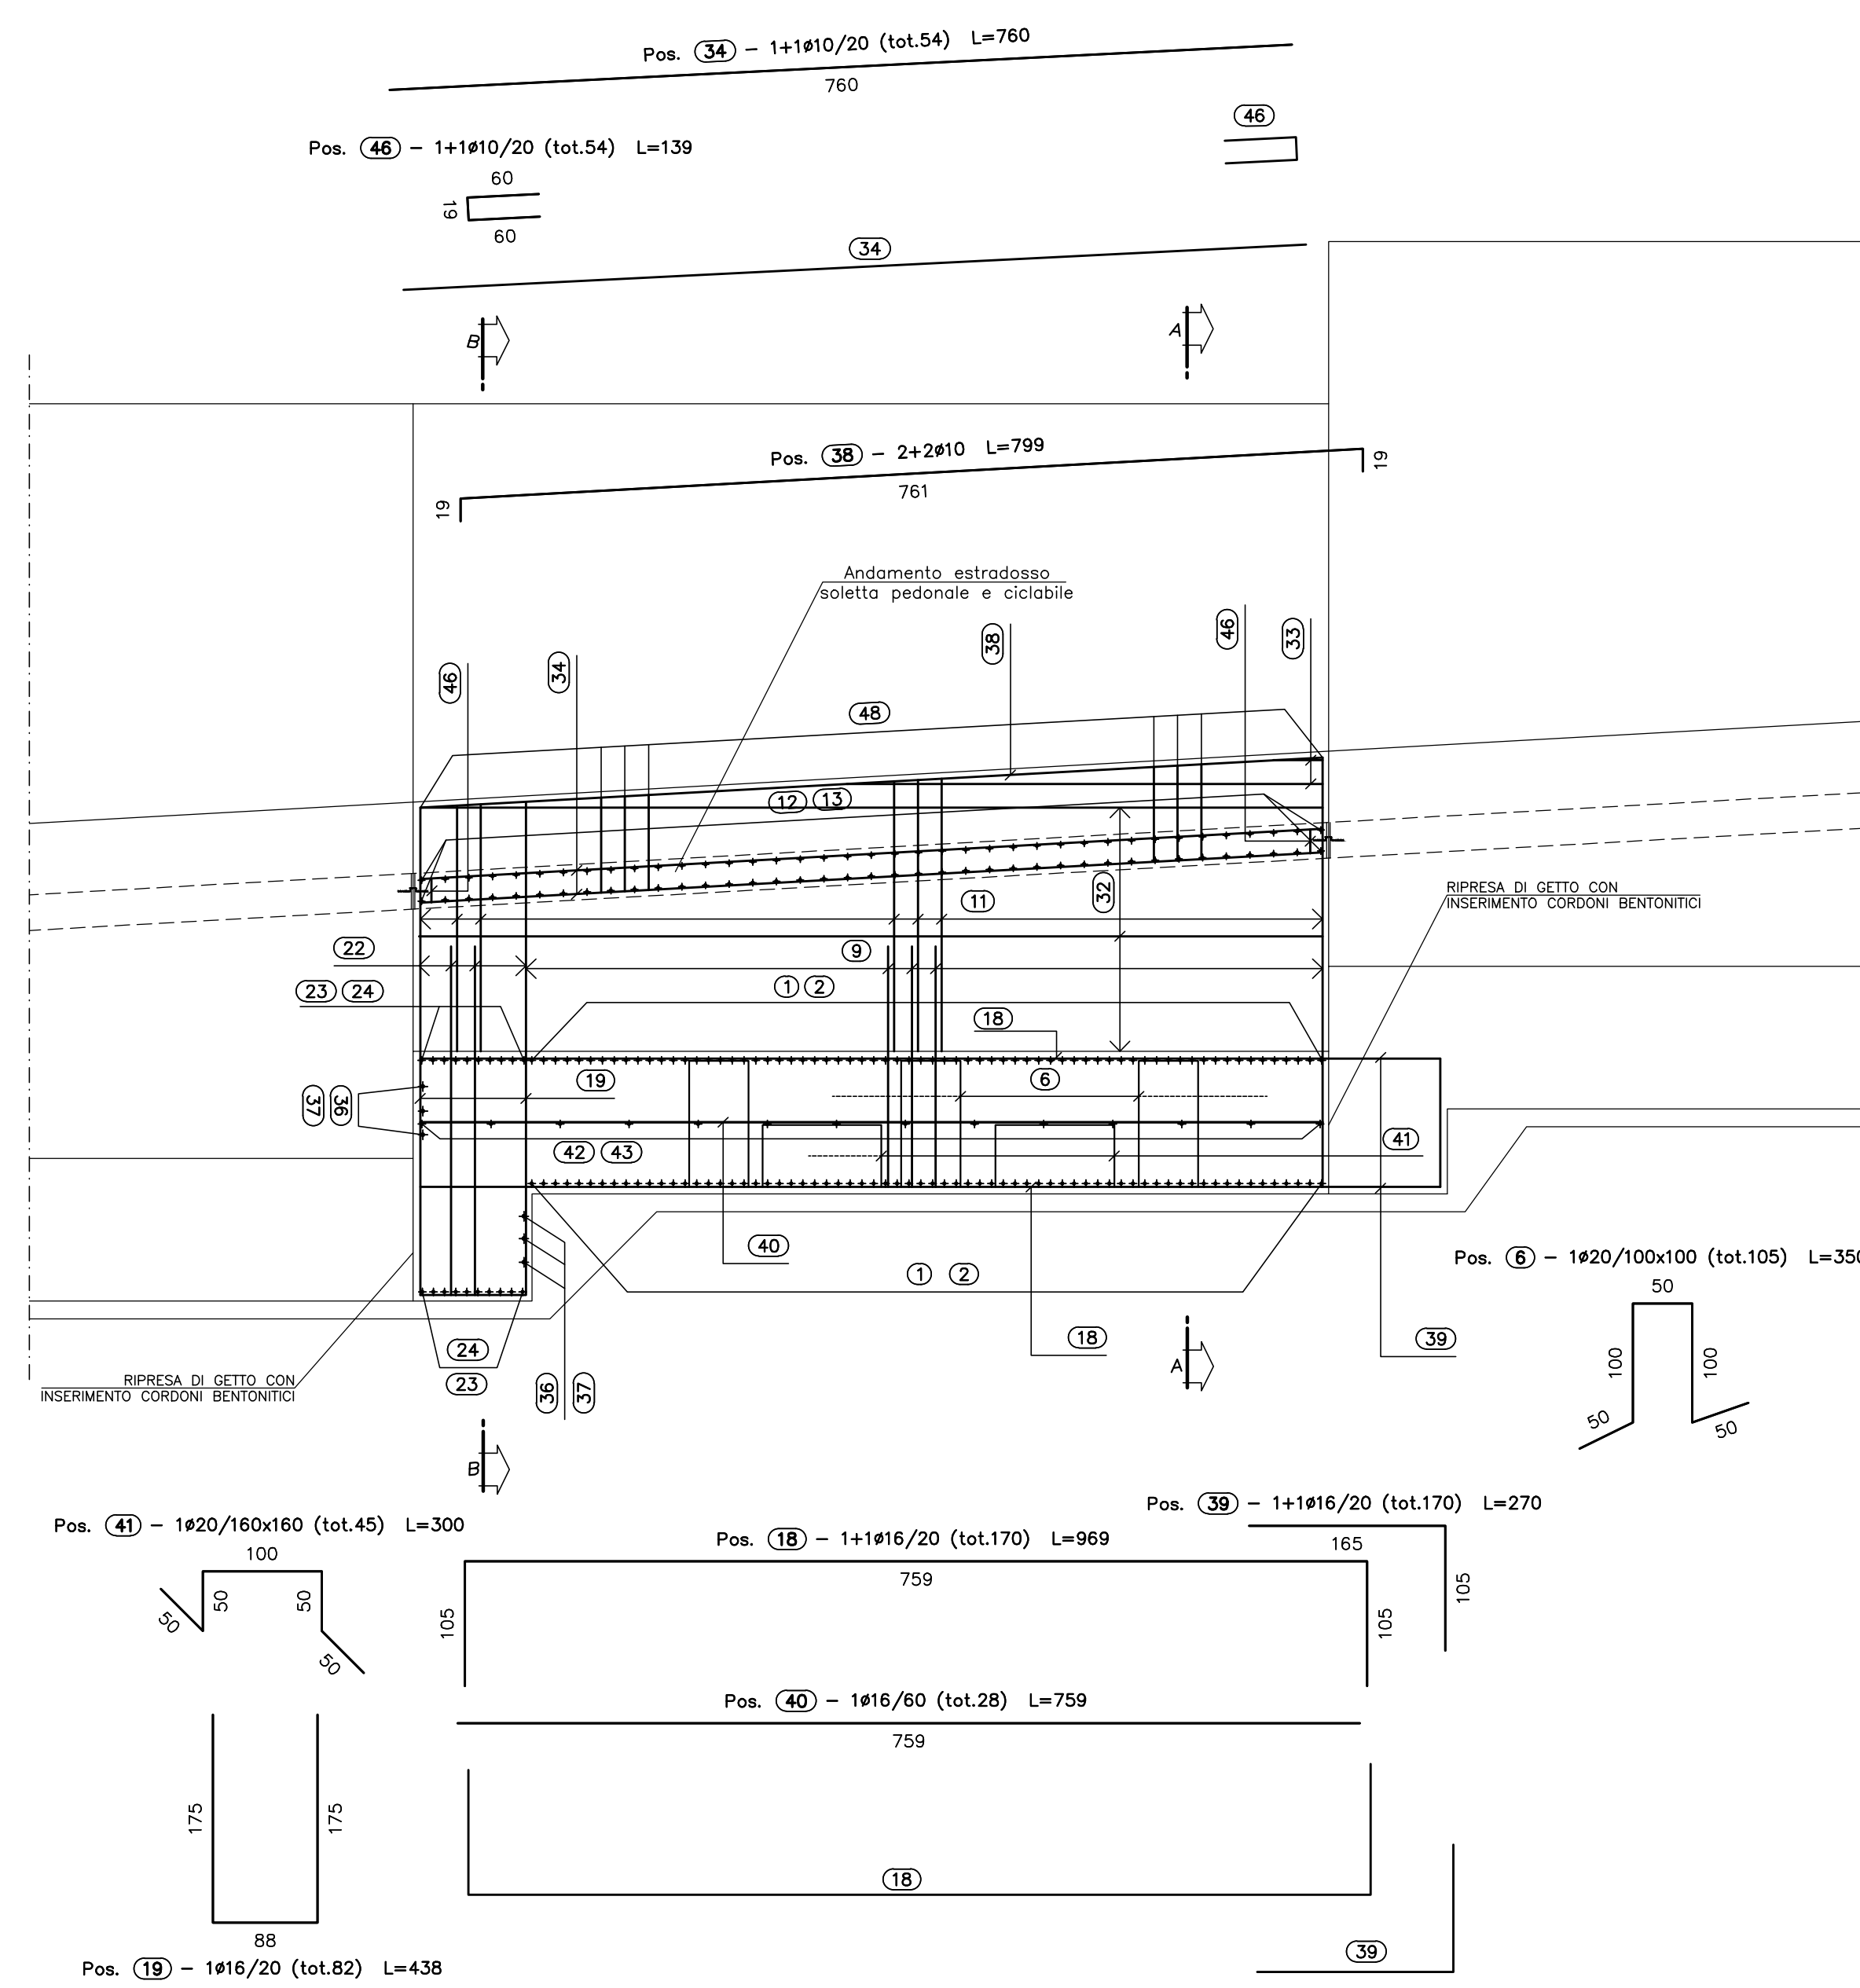 Pos. 34 – 1+1ø10/20 (tot.54) L=760
760
46
Pos. 46 – 1+1ø10/20 (tot.54) L=139
60
19
60
34
B
A
Pos. 38 – 2+2ø10 L=799
19
761
19
Andamento estradosso
soletta pedonale e ciclabile
46
34
38
46
33
48
12 13
32
11
RIPRESA DI GETTO CON
INSERIMENTO CORDONI BENTONITICI
22
9
23 24
1 2
18
19
6
37 36
42 43
41
40
1 2
Pos. 6 – 1ø20/100x100 (tot.105)
50
100
100
50
50
24
23
18
39
A
36 37
RIPRESA DI GETTO CON
INSERIMENTO CORDONI BENTONITICI
B
Pos. 39 – 1+1ø16/20 (tot.170) L=270
165
105
Pos. 41 – 1ø20/160x160 (tot.45) L=300
100
50
50
50
50
Pos. 18 – 1+1ø16/20 (tot.170) L=969
759
105
105
Pos. 40 – 1ø16/60 (tot.28) L=759
759
175
175
88
18
39
Pos. 19 – 1ø16/20 (tot.82) L=438